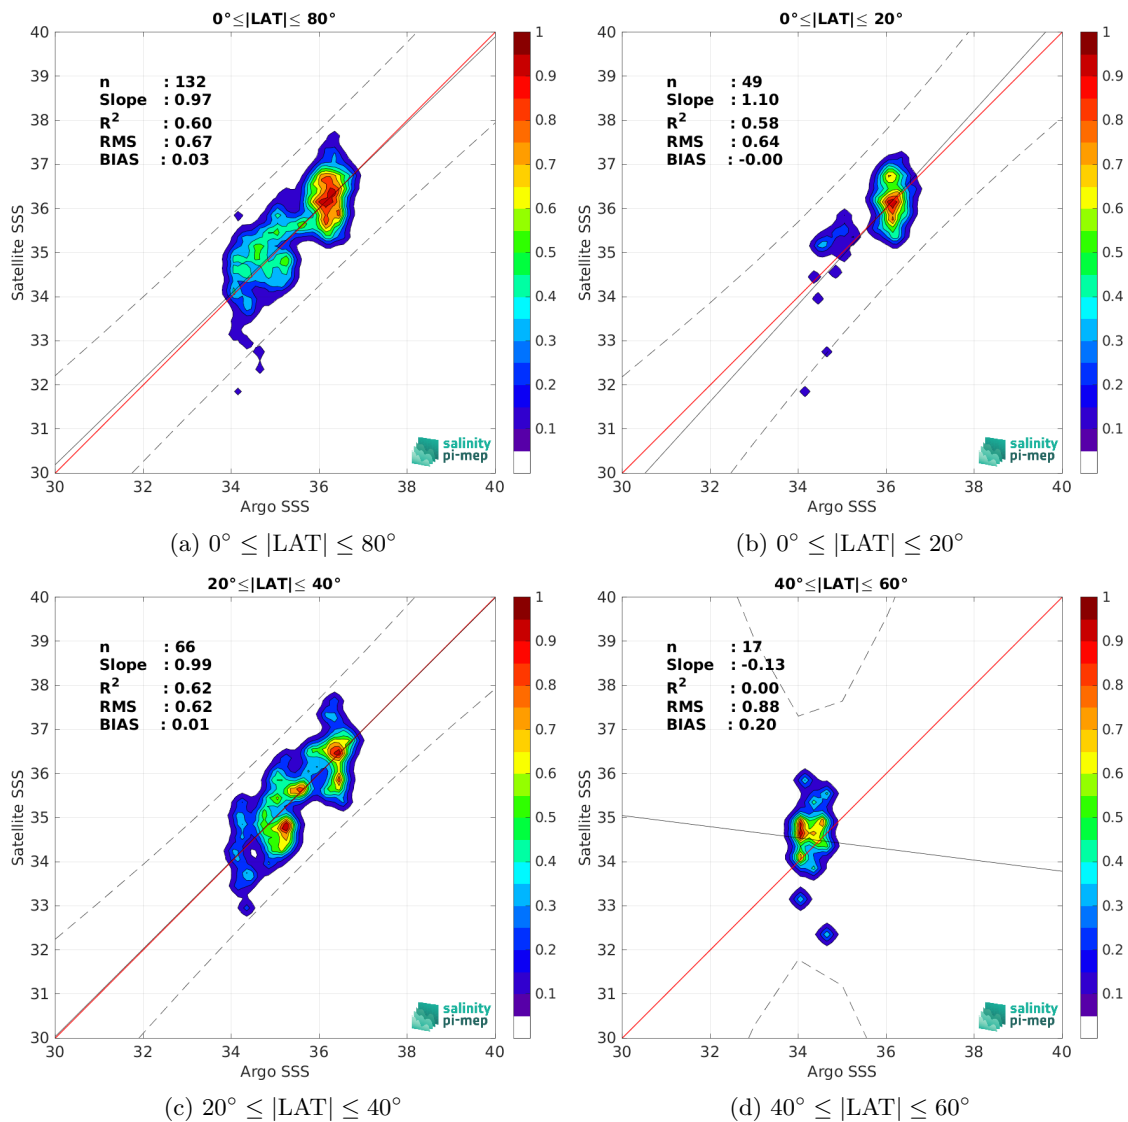 0°≤|LAT|≤ 80°
n : 132
Slope : 0.97
R² : 0.60
RMS : 0.67
BIAS : 0.03
Satellite SSS
40
39
38
37
36
35
34
33
32
31
30
30 32 34 36 38 40
Argo SSS
1
0.9
0.8
0.7
0.6
0.5
0.4
0.3
0.2
0.1
salinity
pi-mep
(a) 0° ≤ |LAT| ≤ 80°
0°≤|LAT|≤ 20°
n : 49
Slope : 1.10
R² : 0.58
RMS : 0.64
BIAS : -0.00
Satellite SSS
40
39
38
37
36
35
34
33
32
31
30
30 32 34 36 38 40
Argo SSS
1
0.9
0.8
0.7
0.6
0.5
0.4
0.3
0.2
0.1
salinity
pi-mep
(b) 0° ≤ |LAT| ≤ 20°
20°≤|LAT|≤ 40°
n : 66
Slope : 0.99
R² : 0.62
RMS : 0.62
BIAS : 0.01
Satellite SSS
40
39
38
37
36
35
34
33
32
31
30
30 32 34 36 38 40
Argo SSS
1
0.9
0.8
0.7
0.6
0.5
0.4
0.3
0.2
0.1
salinity
pi-mep
(c) 20° ≤ |LAT| ≤ 40°
40°≤|LAT|≤ 60°
n : 17
Slope : -0.13
R² : 0.00
RMS : 0.88
BIAS : 0.20
Satellite SSS
40
39
38
37
36
35
34
33
32
31
30
30 32 34 36 38 40
Argo SSS
1
0.9
0.8
0.7
0.6
0.5
0.4
0.3
0.2
0.1
salinity
pi-mep
(d) 40° ≤ |LAT| ≤ 60°